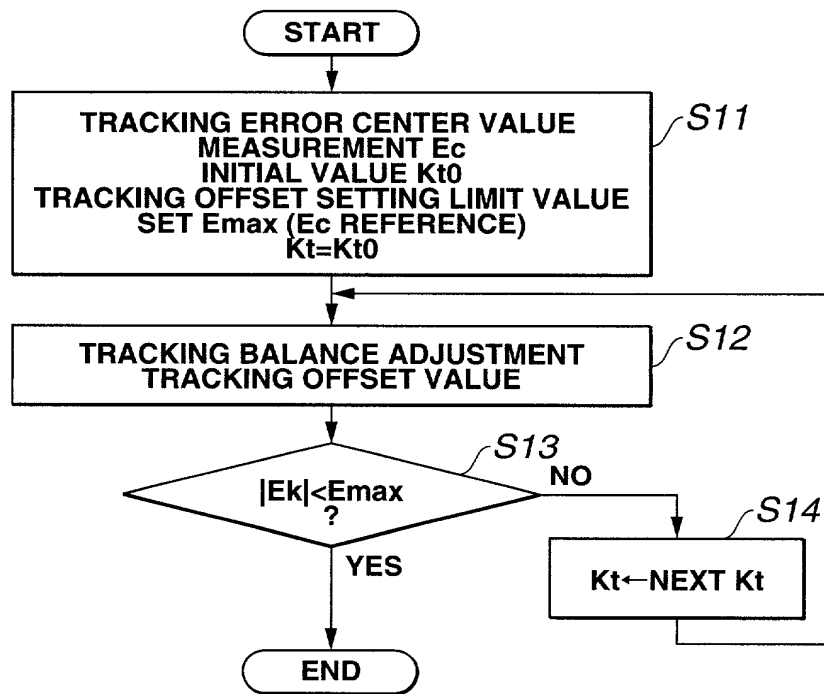 START
S11
TRACKING ERROR CENTER VALUE
MEASUREMENT Ec
INITIAL VALUE Kt0
TRACKING OFFSET SETTING LIMIT VALUE
SET Emax (Ec REFERENCE)
Kt=Kt0
S12
TRACKING BALANCE ADJUSTMENT
TRACKING OFFSET VALUE
S13
|Ek|<Emax
?
NO
YES
S14
Kt←NEXT Kt
END